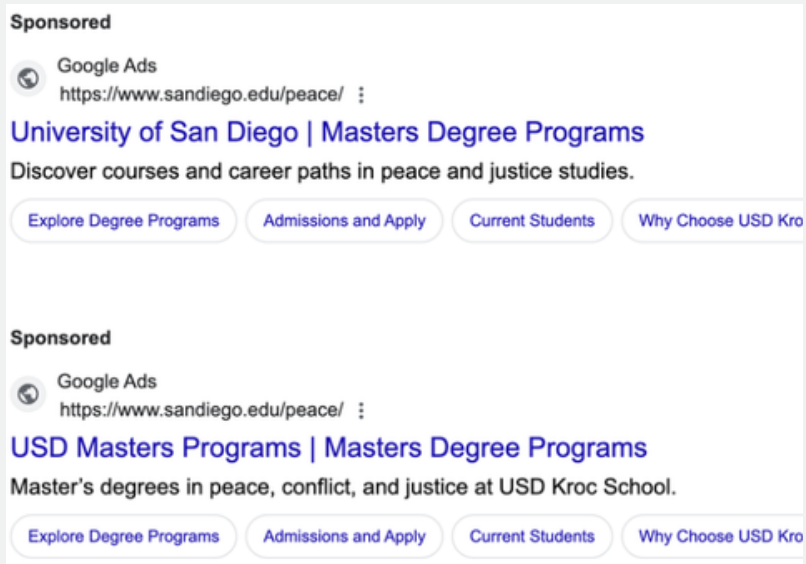 Sponsored
Google Ads
https://www.sandiego.edu/peace/
University of San Diego | Masters Degree Programs
Discover courses and career paths in peace and justice studies.
Explore Degree Programs Admissions and Apply Current Students Why Choose USD Kro
Sponsored
Google Ads
https://www.sandiego.edu/peace/
USD Masters Programs | Masters Degree Programs
Master’s degrees in peace, conflict, and justice at USD Kroc School.
Explore Degree Programs Admissions and Apply Current Students Why Choose USD Kro